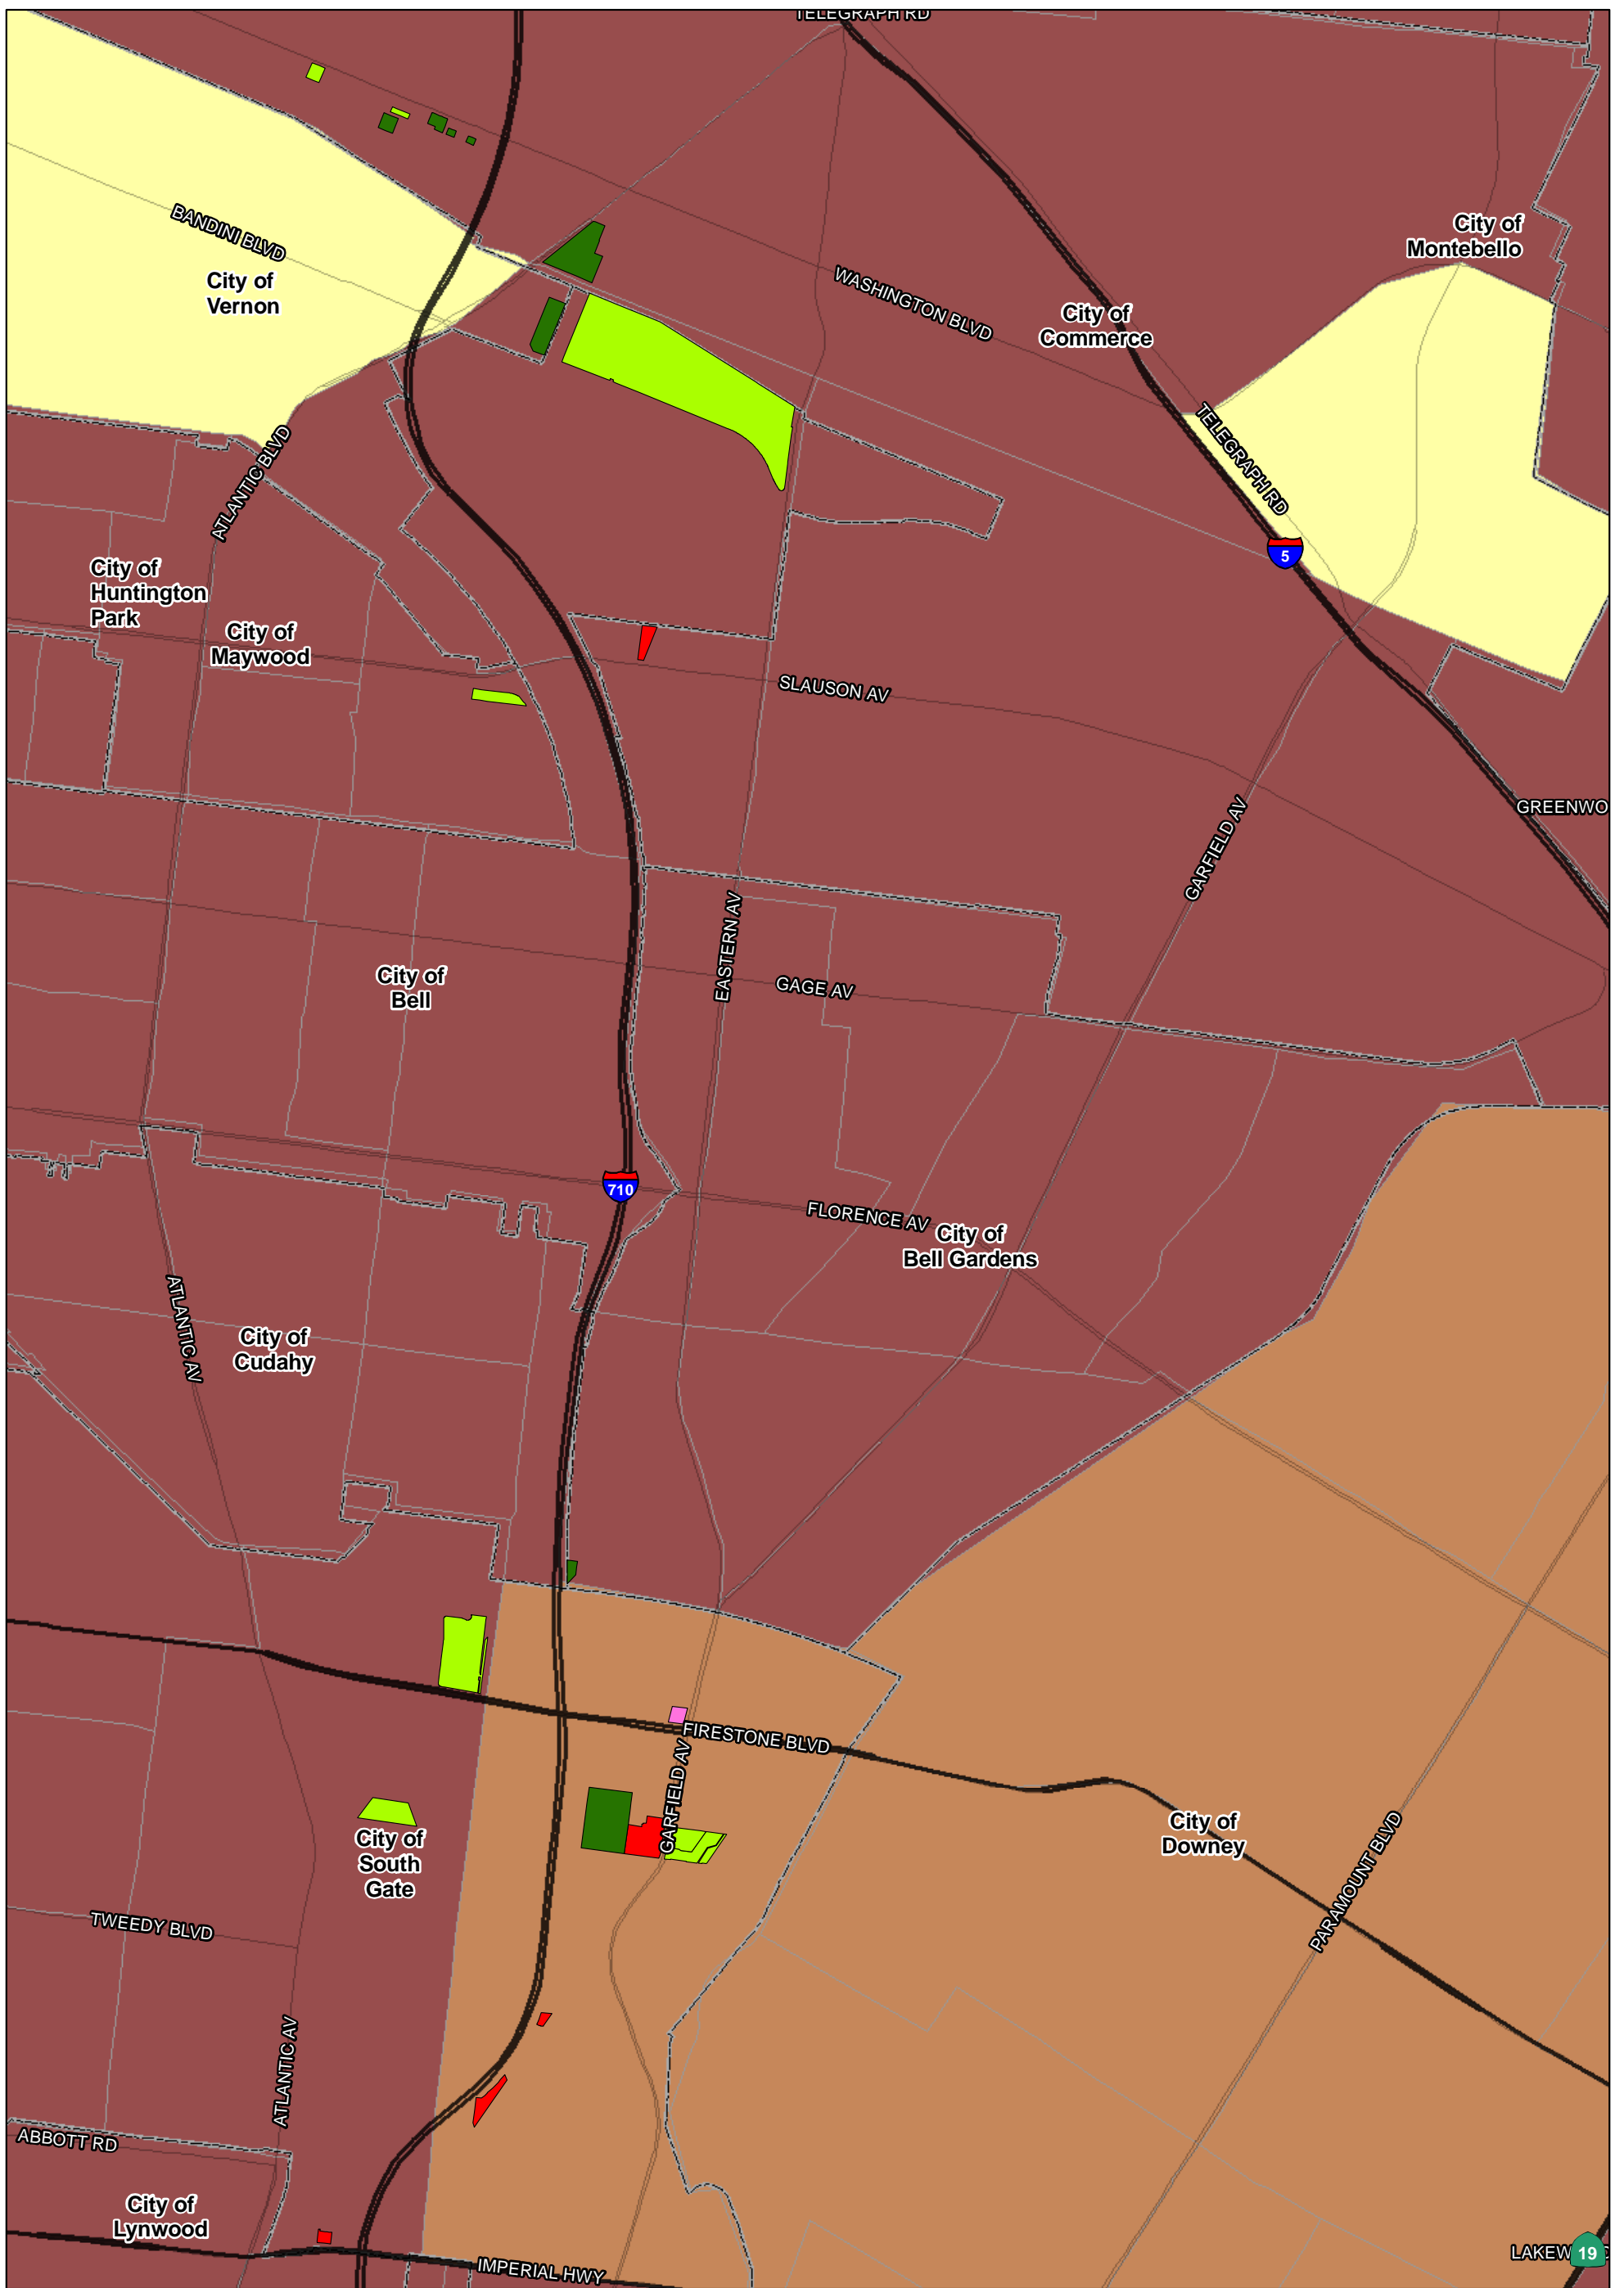 TELEGRAPH RD
BANDINI BLVD
City of
Vernon
City of
Montebello
WASHINGTON BLVD
City of
Commerce
TELEGRAPH RD
ATLANTIC BLVD
5
City of
Huntington
Park
City of
Maywood
SLAUSON AV
GREENWO
GARFIELD AV
EASTERN AV
City of
Bell
GAGE AV
710
FLORENCE AV
City of
Bell Gardens
ATLANTIC AV
City of
Cudahy
FIRESTONE BLVD
GARFIELD AV
City of
Downey
City of
South
Gate
PARAMOUNT BLVD
TWEEDY BLVD
ATLANTIC AV
ABBOTT RD
City of
Lynwood
IMPERIAL HWY
LAKEW
19